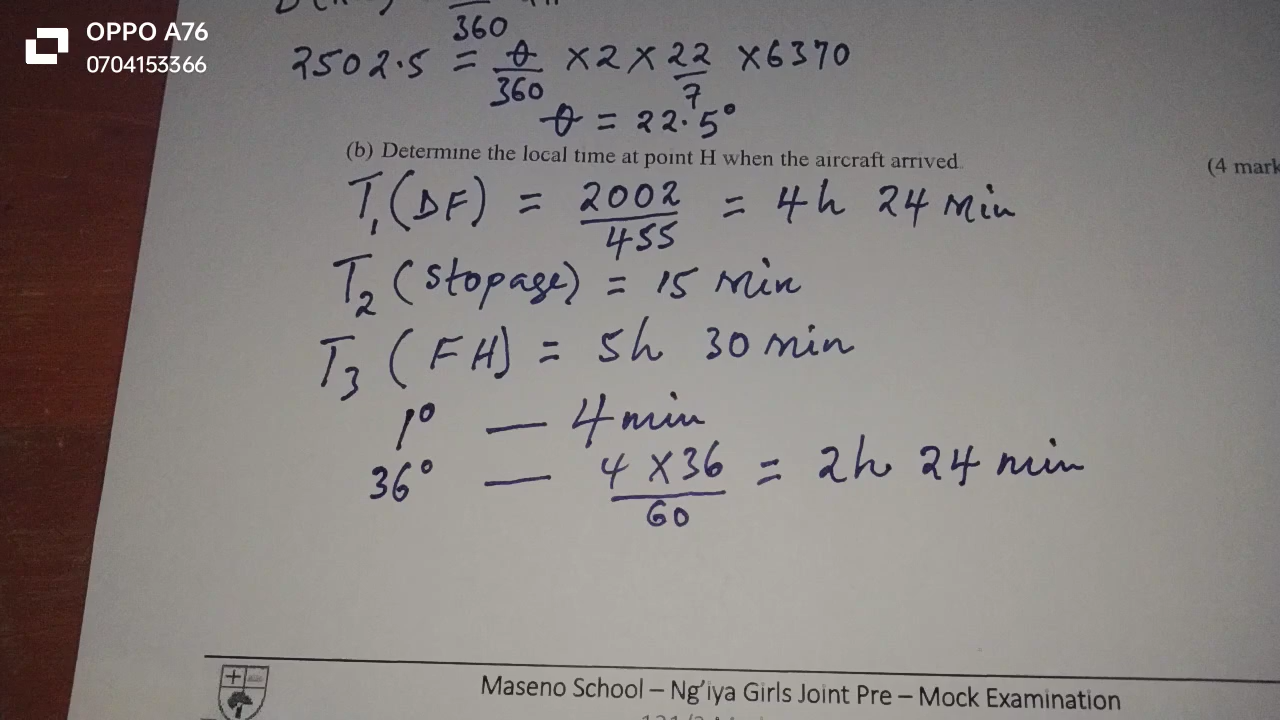 OPPO A76
0704153366
360
2502.5 = θ/360 × 2 × 22/7 × 6370
θ = 22.5°
(b) Determine the local time at point H when the aircraft arrived
(4 mark
T₁(DF) = 2002/455 = 4h 24 Min
T₂ (stopage) = 15 min
T₃ (FH) = 5h 30 min
1° — 4 min
36° — 4 × 36/60 = 2h 24 min
Maseno School – Ng'iya Girls Joint Pre – Mock Examination